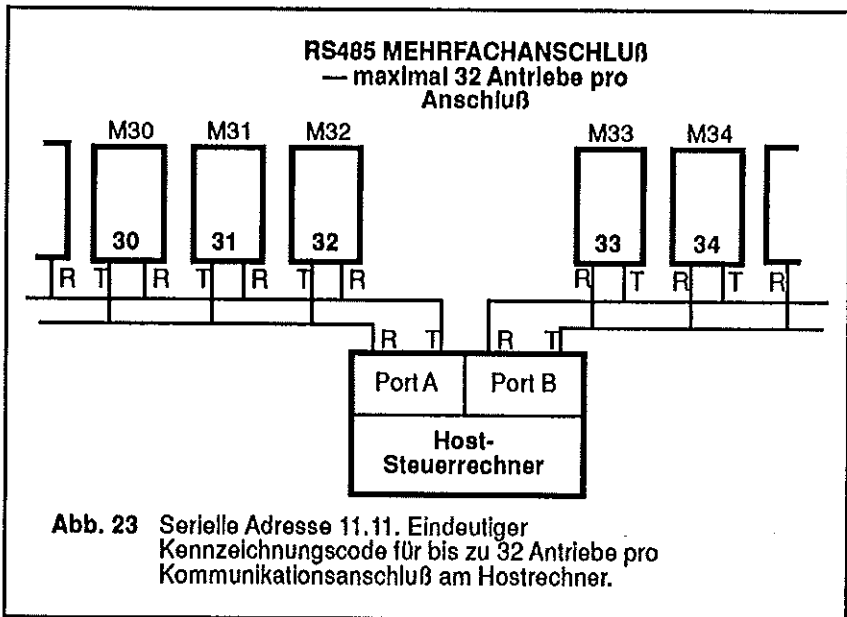 RS485 MEHRFACHANSCHLUß
— maximal 32 Antriebe pro
Anschluß
M30 M31 M32 M33 M34
30 31 32 33 34
R T R T R T R R T R T R
R T R T
Port A Port B
Host-
Steuerrechner
Abb. 23 Serielle Adresse 11.11. Eindeutiger
Kennzeichnungscode für bis zu 32 Antriebe pro
Kommunikationsanschluß am Hostrechner.